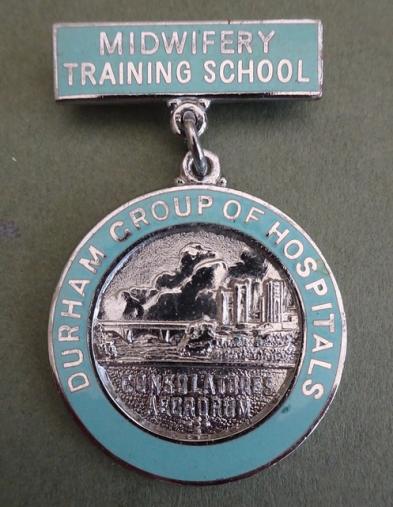 MIDWIFERY
TRAINING SCHOOL
DURHAM GROUP OF HOSPITALS